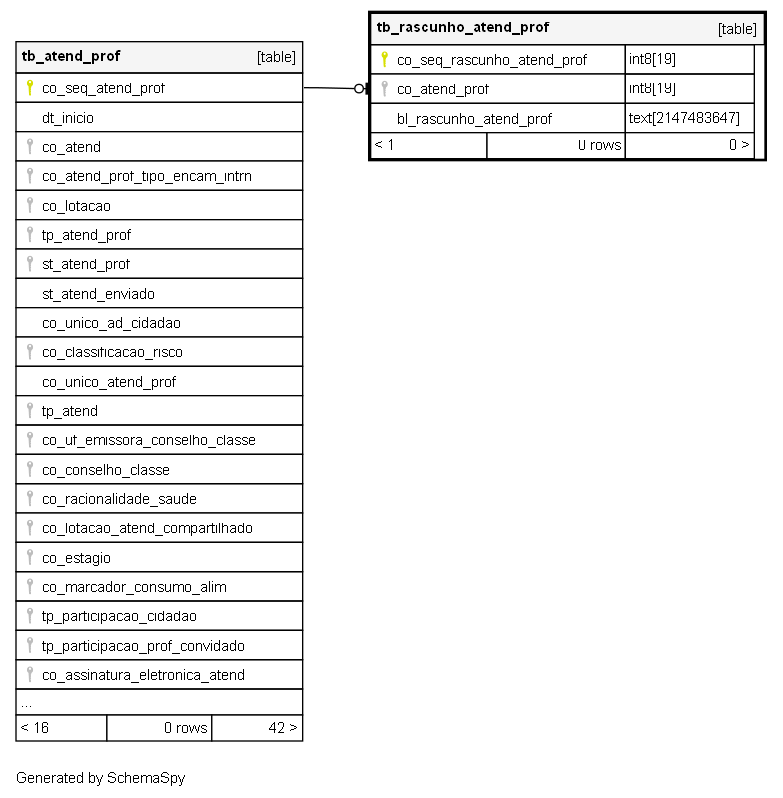 tb_atend_prof [table]
co_seq_atend_prof
dt_inicio
co_atend
co_atend_prof_tipo_encam_intrn
co_lotacao
tp_atend_prof
st_atend_prof
st_atend_enviado
co_unico_ad_cidadao
co_classificacao_risco
co_unico_atend_prof
tp_atend
co_uf_emissora_conselho_classe
co_conselho_classe
co_racionalidade_saude
co_lotacao_atend_compartilhado
co_estagio
co_marcador_consumo_alim
tp_participacao_cidadao
tp_participacao_prof_convidado
co_assinatura_eletronica_atend
...
< 16 0 rows 42 >
tb_rascunho_atend_prof [table]
co_seq_rascunho_atend_prof int8[19]
co_atend_prof int8[19]
bl_rascunho_atend_prof text[2147483647]
< 1 0 rows 0 >
Generated by SchemaSpy